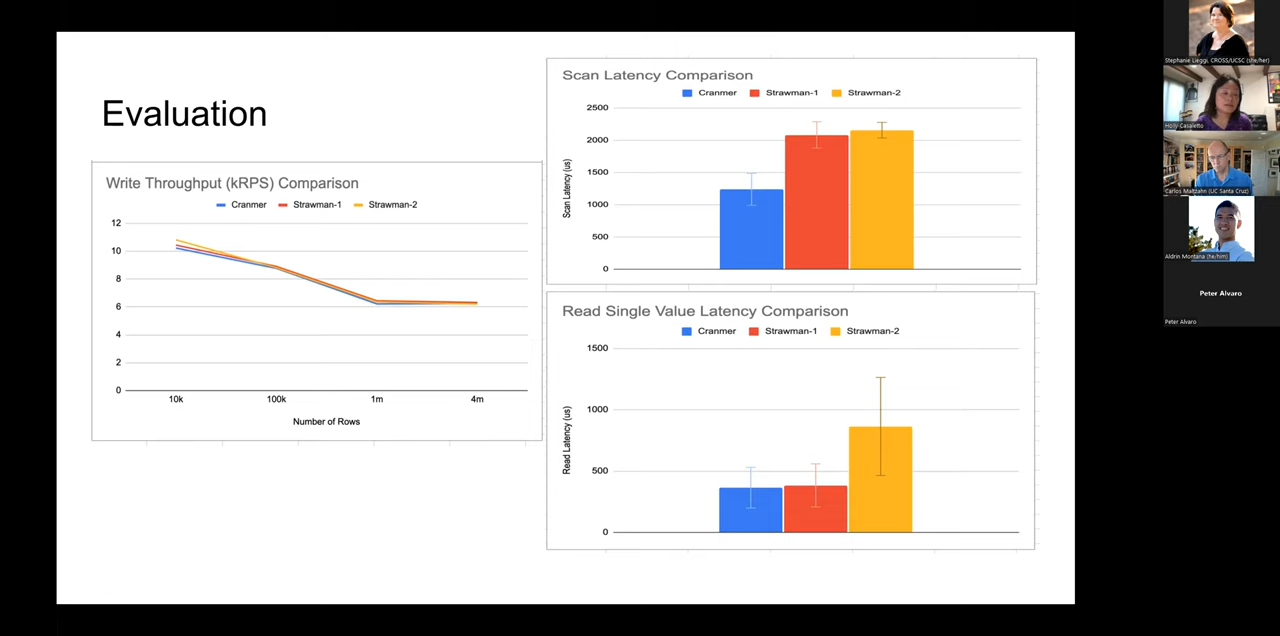 Evaluation
Write Throughput (kRPS) Comparison
Cranmer Strawman-1 Strawman-2
12
10
8
6
4
2
0
10k 100k 1m 4m
Number of Rows
Scan Latency Comparison
Cranmer Strawman-1 Strawman-2
Scan Latency (us)
2500
2000
1500
1000
500
0
Read Single Value Latency Comparison
Cranmer Strawman-1 Strawman-2
Read Latency (us)
1500
1000
500
0
Stephanie Lieggi, CROSS/UCSC (she/her)
Holly Casaletto
Carlos Maltzahn (UC Santa Cruz)
Aldrin Montana (he/him)
Peter Alvaro
Peter Alvaro